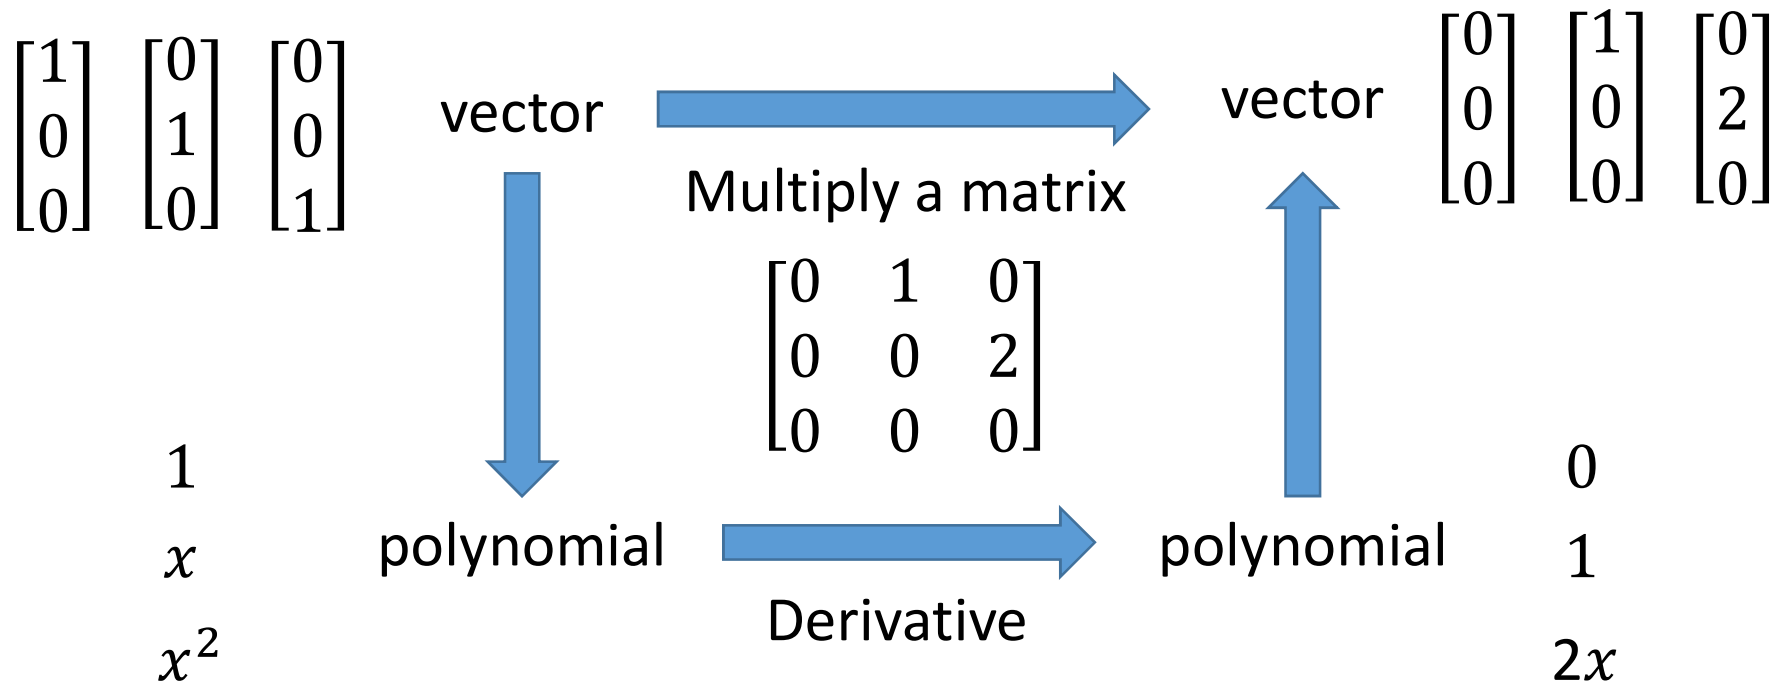 [1 0 0] [0 1 0] [0 0 1]
vector
vector
[0 0 0] [1 0 0] [0 2 0]
Multiply a matrix
[0 1 0
0 0 2
0 0 0]
1
x
x²
polynomial
polynomial
0
1
2x
Derivative